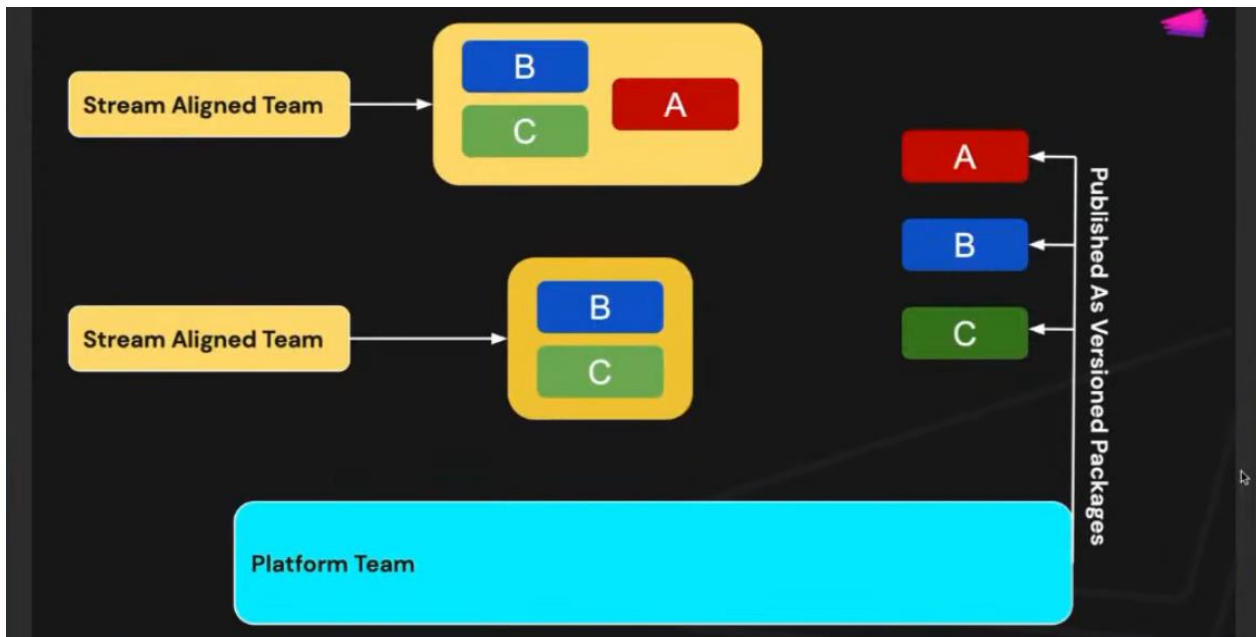 Stream Aligned Team
B
C
A
A
B
C
Published As Versioned Packages
Stream Aligned Team
B
C
Platform Team